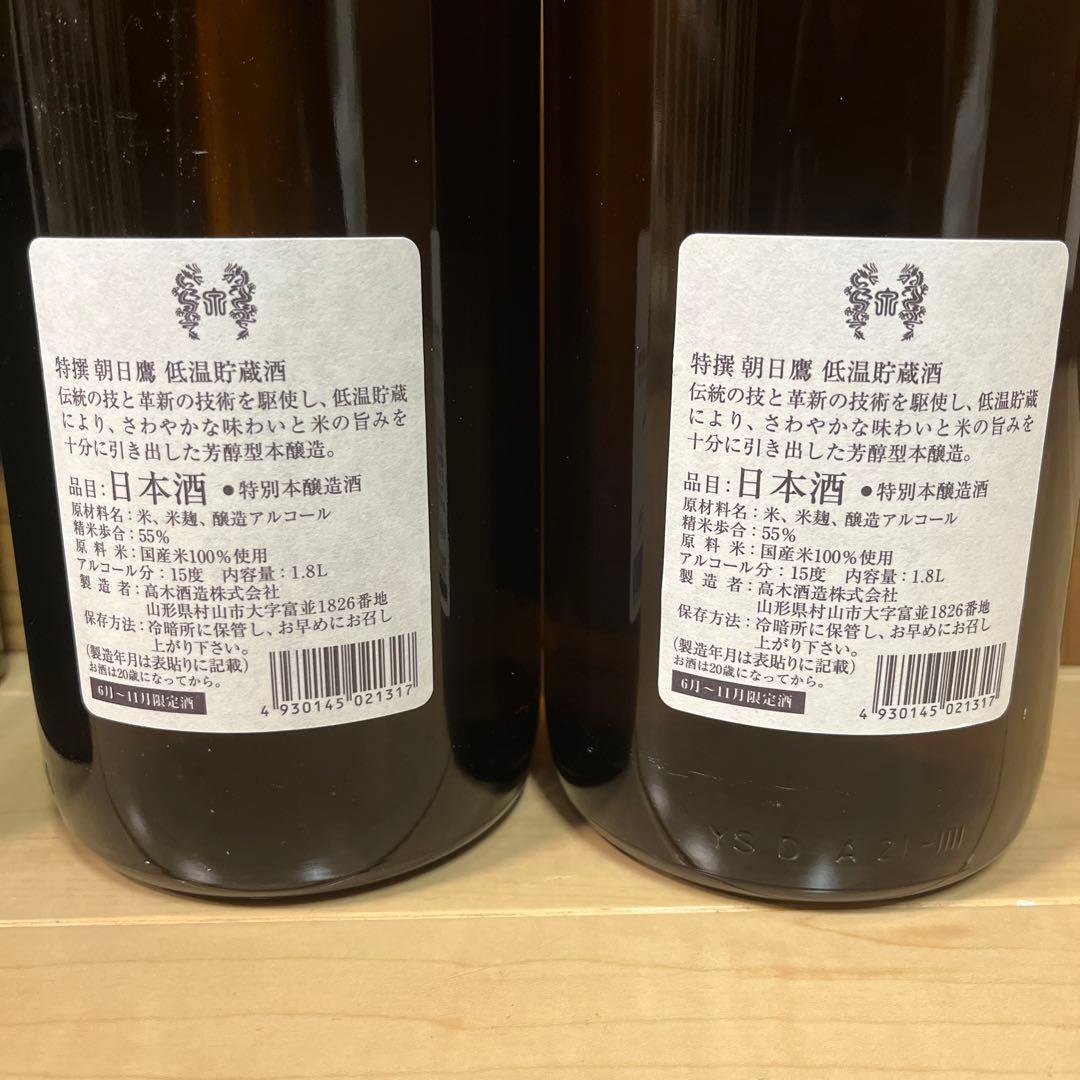 特撰 朝日鷹 低温貯蔵酒
伝統の技と革新の技術を駆使し、低温貯蔵
により、さわやかな味わいと米の旨みを
十分に引き出した芳醇型本醸造。
品目：日本酒 ●特別本醸造酒
原材料名：米、米麹、醸造アルコール
精米歩合：55％
原料米：国産米100％使用
アルコール分：15度 内容量：1.8L
製造者：高木酒造株式会社
山形県村山市大字富並1826番地
保存方法：冷暗所に保管し、お早めにお召し
上がり下さい。
(製造年月は表貼りに記載)
お酒は20歳になってから。
6月〜11月限定酒
4 930145 021317
特撰 朝日鷹 低温貯蔵酒
伝統の技と革新の技術を駆使し、低温貯蔵
により、さわやかな味わいと米の旨みを
十分に引き出した芳醇型本醸造。
品目：日本酒 ●特別本醸造酒
原材料名：米、米麹、醸造アルコール
精米歩合：55％
原料米：国産米100％使用
アルコール分：15度 内容量：1.8L
製造者：高木酒造株式会社
山形県村山市大字富並1826番地
保存方法：冷暗所に保管し、お早めにお召し
上がり下さい。
(製造年月は表貼りに記載)
お酒は20歳になってから。
6月〜11月限定酒
4 930145 021317
YS D A 21